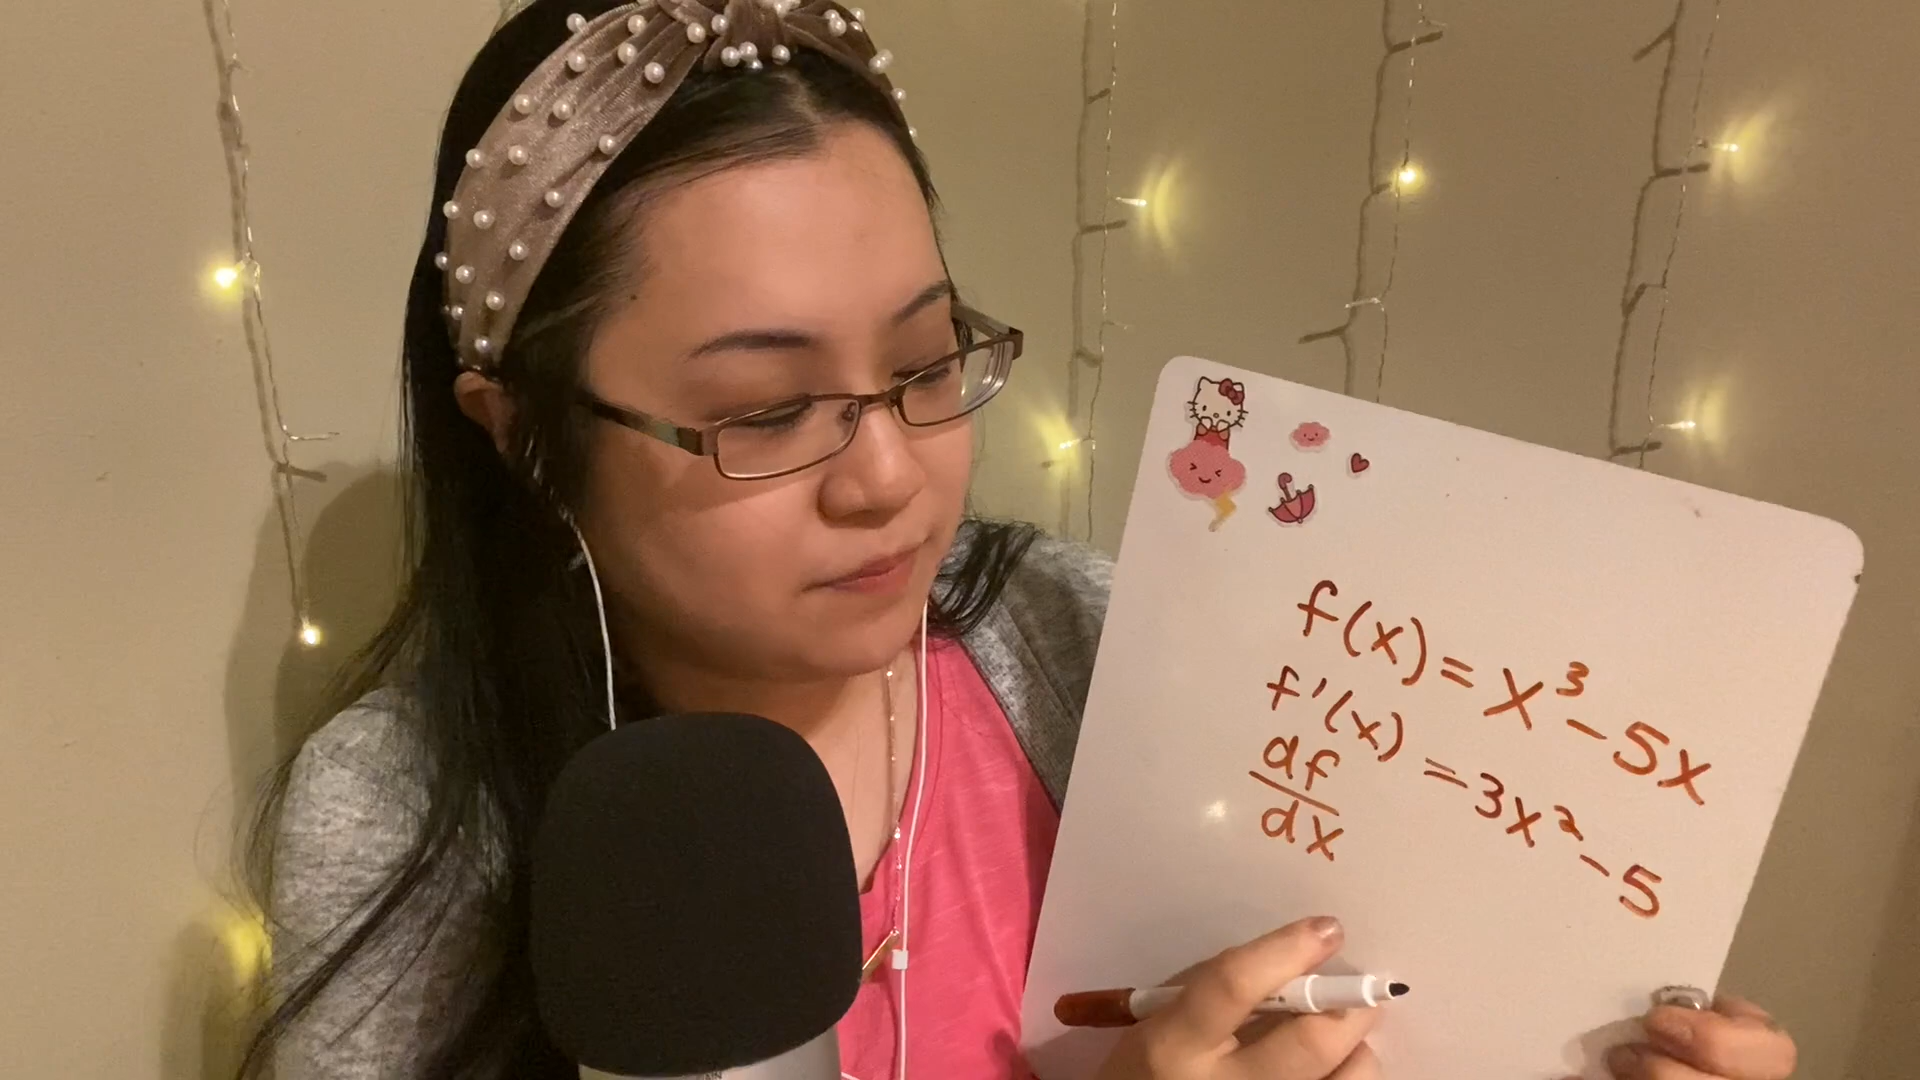 f(x) = x³ - 5x
f'(x) = 3x² - 5
df
dx